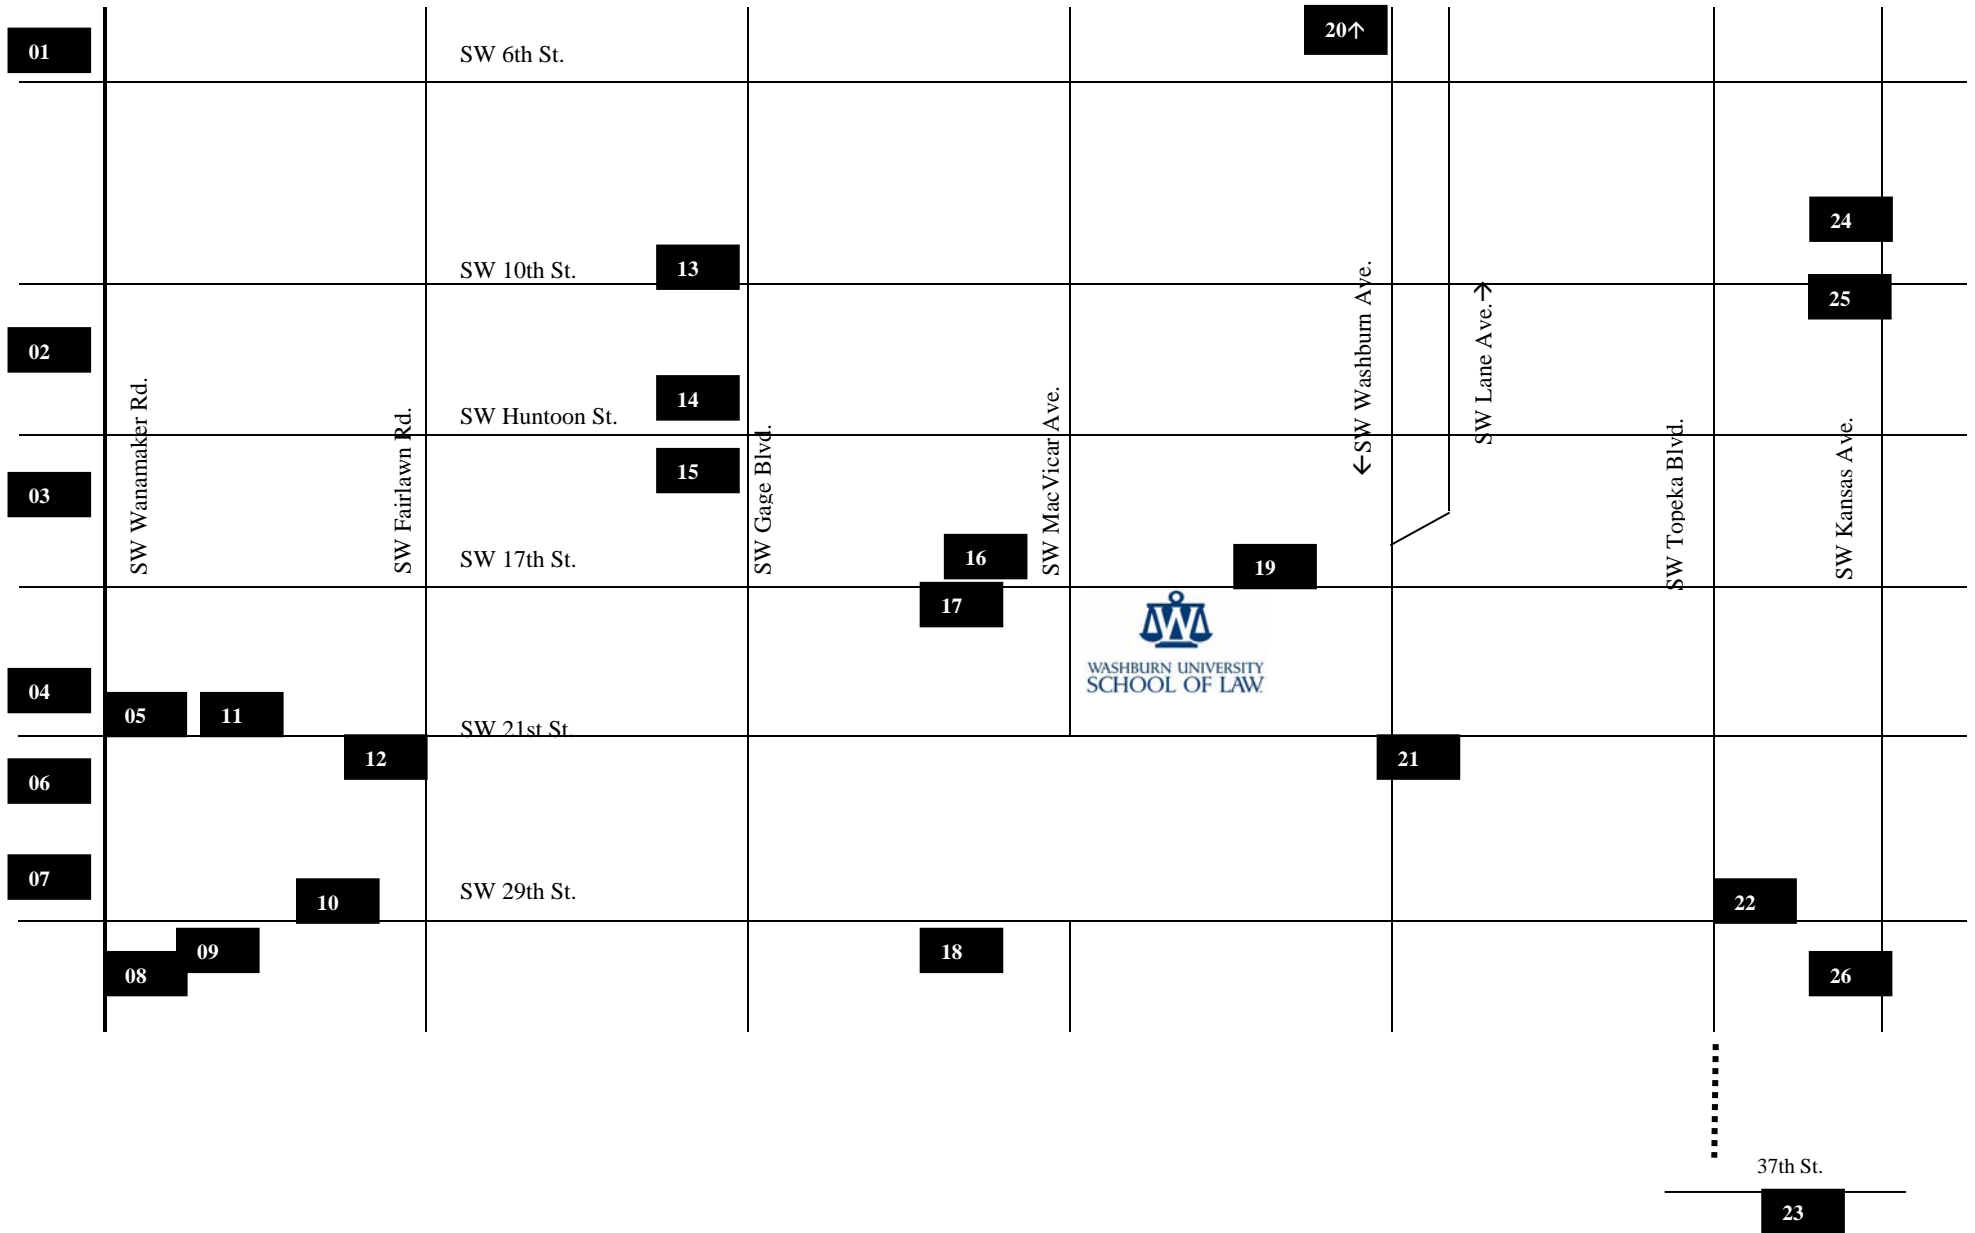 01
SW 6th St.
20↑
24
SW 10th St.
13
25
02
14
SW Huntoon St.
←SW Washburn Ave.
SW Lane Ave.→
15
03
SW Wanamaker Rd.
SW Fairlawn Rd.
SW Gage Blvd.
SW MacVicar Ave.
SW Topeka Blvd.
SW Kansas Ave.
SW 17th St.
16
19
17
WASHBURN UNIVERSITY
SCHOOL OF LAW
04
05
11
SW 21st St.
12
21
06
07
10
SW 29th St.
22
09
18
08
26
37th St.
23